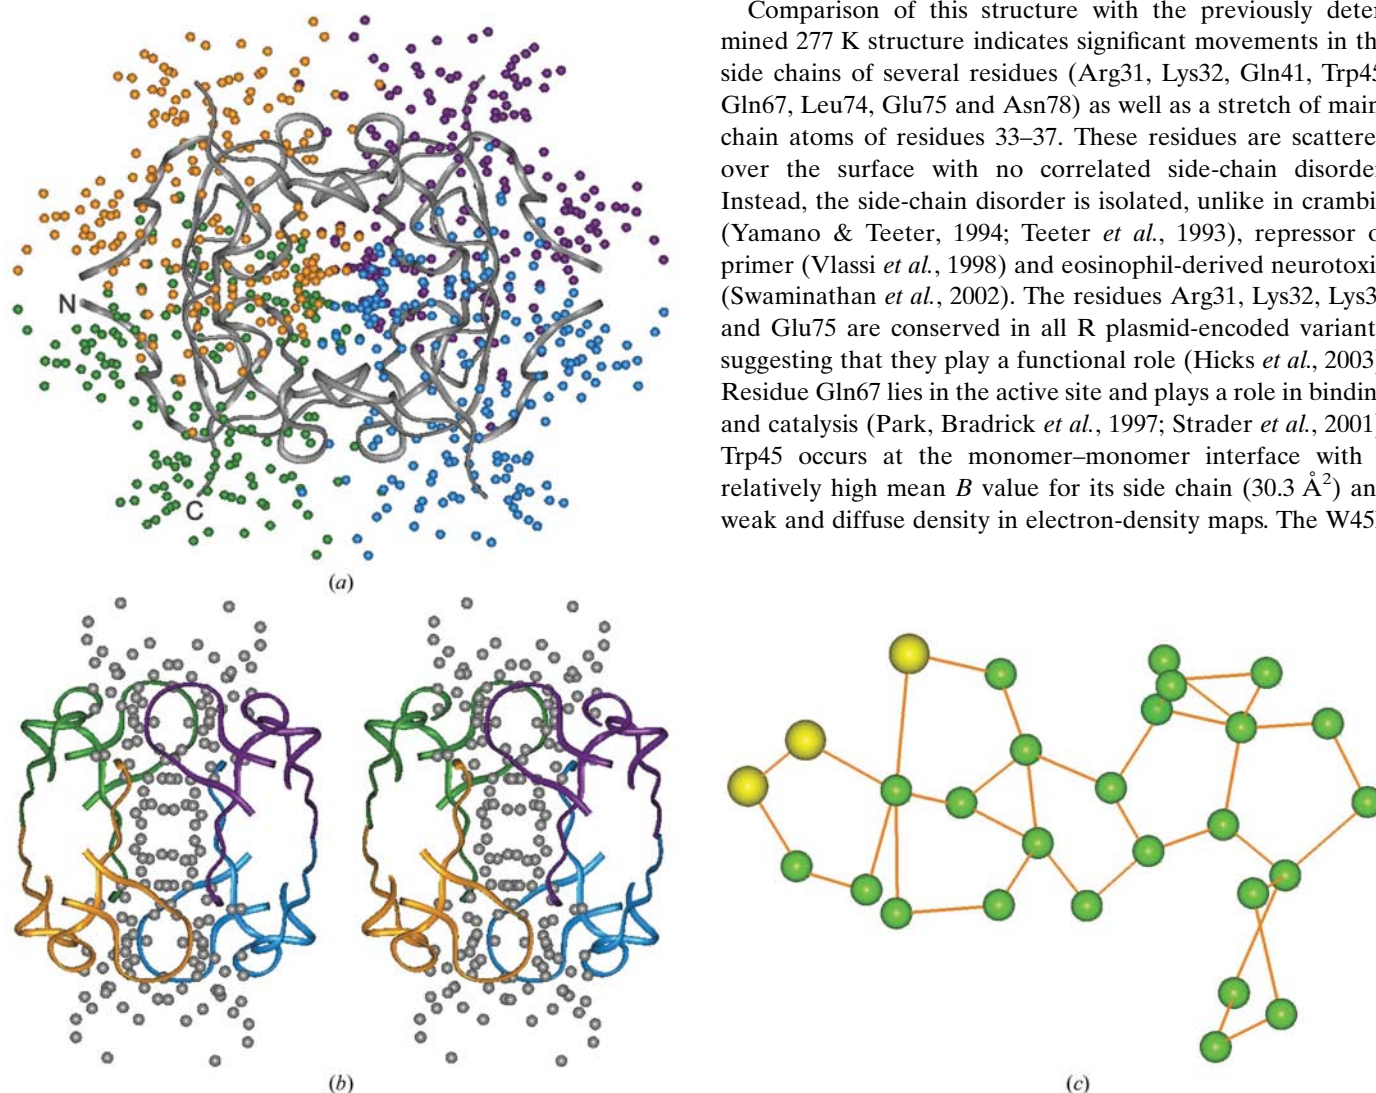 Comparison of this structure with the previously deter
mined 277 K structure indicates significant movements in th
side chains of several residues (Arg31, Lys32, Gln41, Trp45
Gln67, Leu74, Glu75 and Asn78) as well as a stretch of main
chain atoms of residues 33–37. These residues are scattere
over the surface with no correlated side-chain disorder
Instead, the side-chain disorder is isolated, unlike in crambi
(Yamano & Teeter, 1994; Teeter et al., 1993), repressor o
primer (Vlassi et al., 1998) and eosinophil-derived neurotoxi
(Swaminathan et al., 2002). The residues Arg31, Lys32, Lys3
and Glu75 are conserved in all R plasmid-encoded variant
suggesting that they play a functional role (Hicks et al., 2003)
Residue Gln67 lies in the active site and plays a role in bindin
and catalysis (Park, Bradrick et al., 1997; Strader et al., 2001)
Trp45 occurs at the monomer–monomer interface with
relatively high mean B value for its side chain (30.3 Å²) an
weak and diffuse density in electron-density maps. The W45
N
C
(a)
(b)
(c)